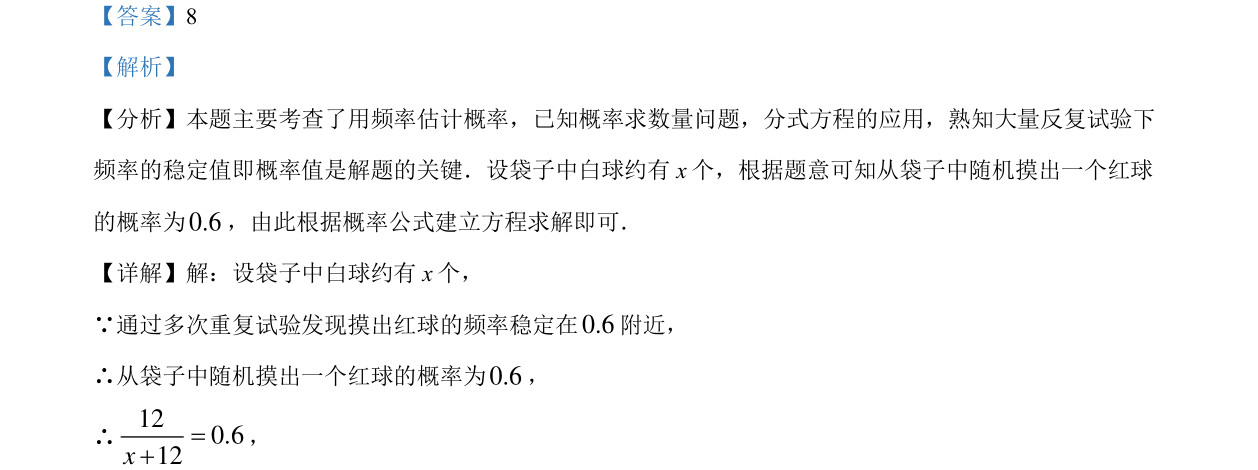 【答案】8
【解析】
【分析】本题主要考查了用频率估计概率，已知概率求数量问题，分式方程的应用，熟知大量反复试验下
频率的稳定值即概率值是解题的关键．设袋子中白球约有 x 个，根据题意可知从袋子中随机摸出一个红球
的概率为0.6，由此根据概率公式建立方程求解即可．
【详解】解：设袋子中白球约有 x 个，
∵通过多次重复试验发现摸出红球的频率稳定在0.6附近，
∴从袋子中随机摸出一个红球的概率为0.6，
∴ 12/(x+12) = 0.6，